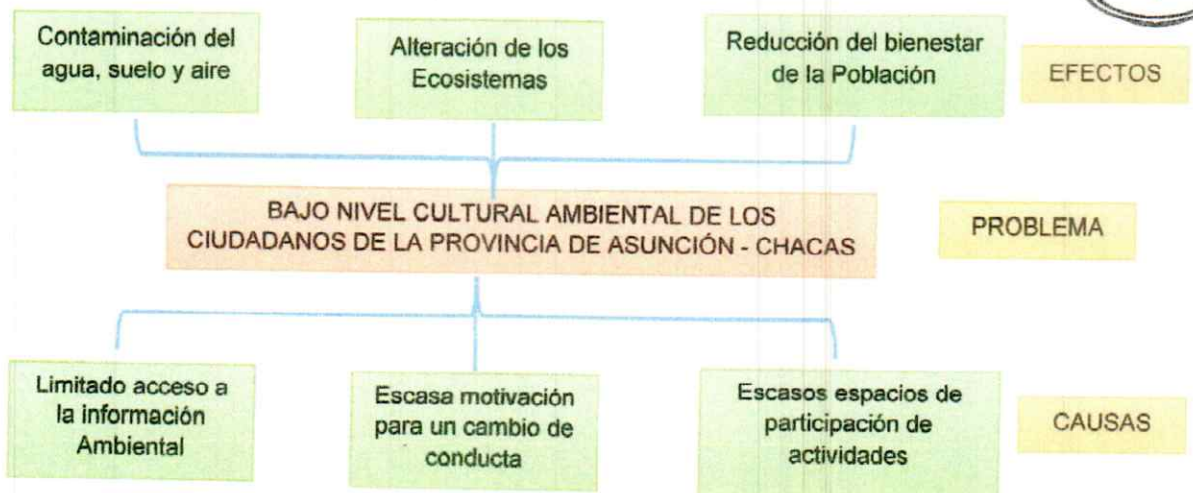 Contaminación del
agua, suelo y aire
Alteración de los
Ecosistemas
Reducción del bienestar
de la Población
EFECTOS
BAJO NIVEL CULTURAL AMBIENTAL DE LOS
CIUDADANOS DE LA PROVINCIA DE ASUNCIÓN - CHACAS
PROBLEMA
Limitado acceso a
la información
Ambiental
Escasa motivación
para un cambio de
conducta
Escasos espacios de
participación de
actividades
CAUSAS